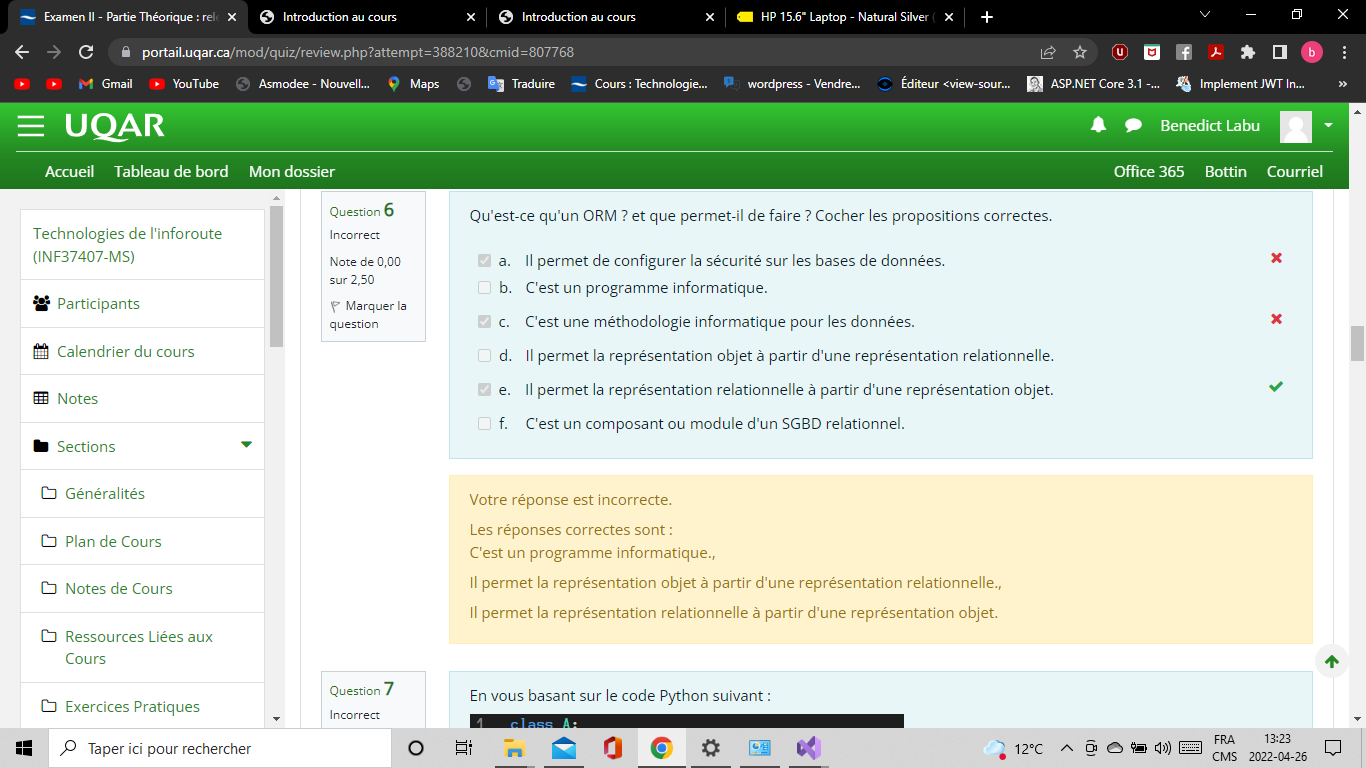 Examen II - Partie Théorique : rele
Introduction au cours
Introduction au cours
HP 15.6" Laptop - Natural Silver (
portail.uqar.ca/mod/quiz/review.php?attempt=388210&cmid=807768
b
Gmail
YouTube
Asmodee - Nouvell...
Maps
Traduire
Cours : Technologie...
wordpress - Vendre...
Éditeur <view-sour...
ASP.NET Core 3.1 -...
Implement JWT In...
»
UQAR
Benedict Labu
Accueil
Tableau de bord
Mon dossier
Office 365
Bottin
Courriel
Technologies de l'inforoute
(INF37407-MS)
Participants
Calendrier du cours
Notes
Sections
Généralités
Plan de Cours
Notes de Cours
Ressources Liées aux
Cours
Exercices Pratiques
Question 6
Incorrect
Note de 0,00
sur 2,50
Marquer la
question
Qu'est-ce qu'un ORM ? et que permet-il de faire ? Cocher les propositions correctes.
a. Il permet de configurer la sécurité sur les bases de données.
b. C'est un programme informatique.
c. C'est une méthodologie informatique pour les données.
d. Il permet la représentation objet à partir d'une représentation relationnelle.
e. Il permet la représentation relationnelle à partir d'une représentation objet.
f. C'est un composant ou module d'un SGBD relationnel.
Votre réponse est incorrecte.
Les réponses correctes sont :
C'est un programme informatique.,
Il permet la représentation objet à partir d'une représentation relationnelle.,
Il permet la représentation relationnelle à partir d'une représentation objet.
Question 7
Incorrect
En vous basant sur le code Python suivant :
1 class A:
Taper ici pour rechercher
12°C
FRA
CMS
13:23
2022-04-26